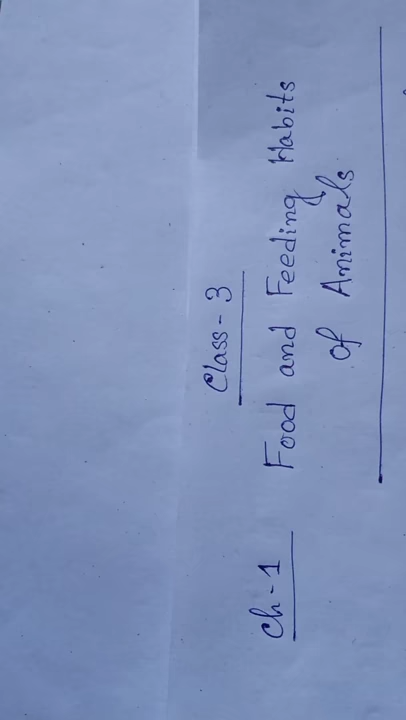 Class - 3
Ch - 1 Food and Feeding Habits
of Animals